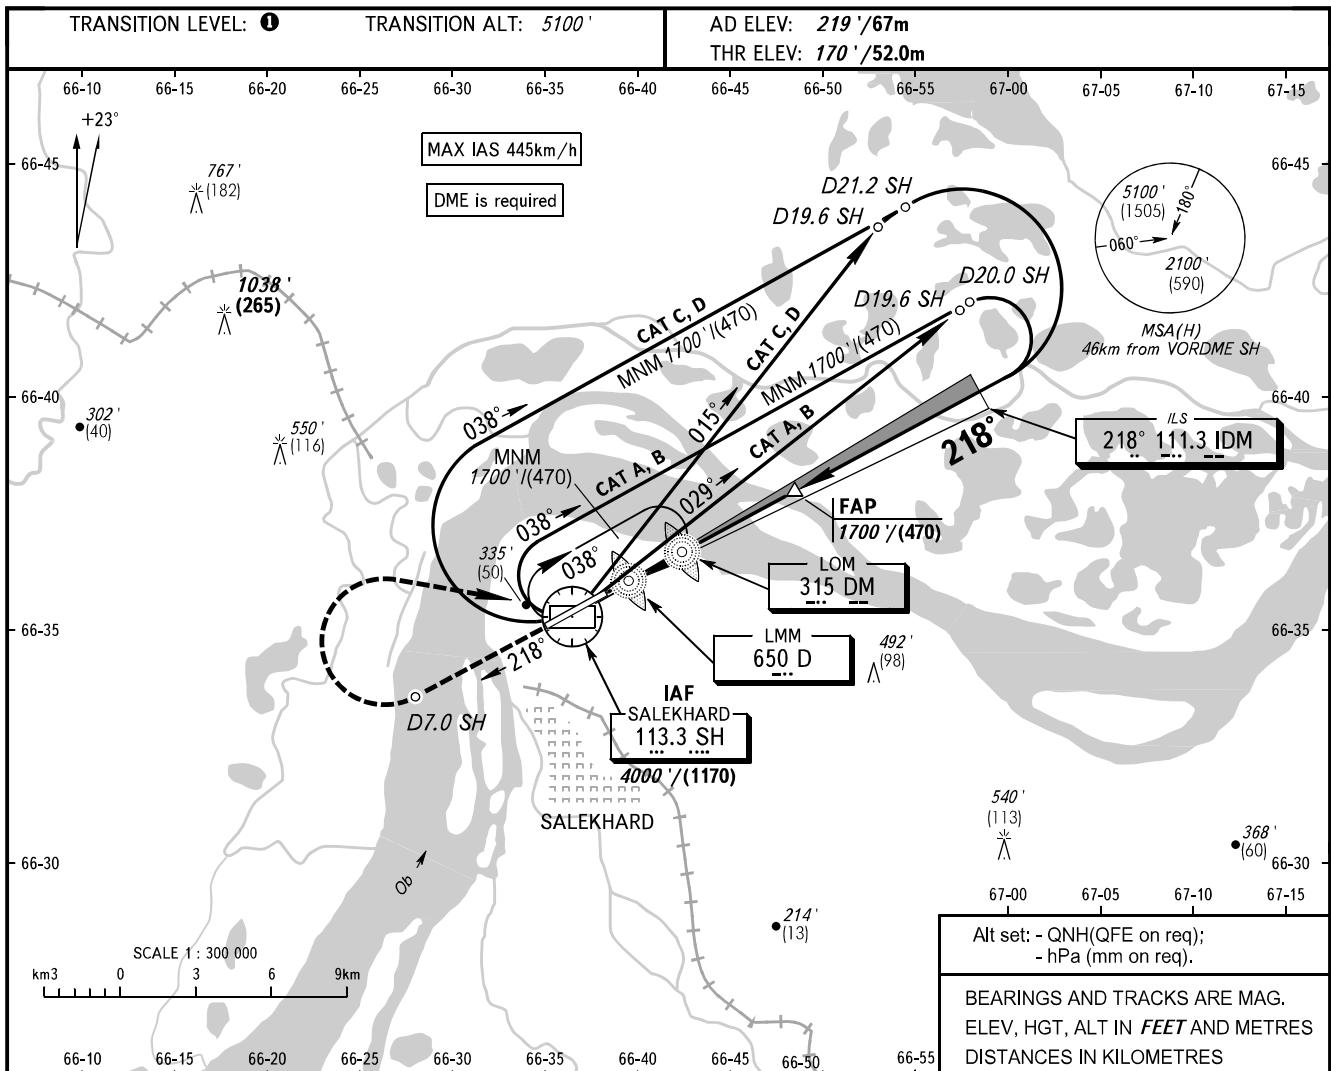 TRANSITION LEVEL: ❶ TRANSITION ALT: 5100 '
AD ELEV: 219 '/67m
THR ELEV: 170 '/52.0m
66-10 66-15 66-20 66-25 66-30 66-35 66-40 66-45 66-50 66-55 67-00 67-05 67-10 67-15
+23°
MAX IAS 445km/h
DME is required
66-45
66-45
767 '
(182)
1038 '
(265)
D21.2 SH
D19.6 SH
D20.0 SH
D19.6 SH
5100 '
(1505)
180°
060°
2100 '
(590)
MSA(H)
46km from VORDME SH
CAT C, D
MNM 1700 '/(470)
CAT C, D
MNM 1700 '/(470)
66-40
66-40
302 '
(40)
550 '
(116)
038°
015°
CAT A, B
MNM
1700 '/(470)
CAT A, B
029°
038°
218°
ILS
218° 111.3 IDM
FAP
1700 '/(470)
335 '
(50)
038°
LOM
315 DM
LMM
650 D
492 '
(98)
66-35
66-35
218°
D7.0 SH
IAF
SALEKHARD
113.3 SH
4000 '/(1170)
SALEKHARD
540 '
(113)
368 '
(60)
66-30
66-30
Ob
67-00 67-05 67-10 67-15
214 '
(13)
SCALE 1 : 300 000
km3 0 3 6 9km
Alt set: - QNH(QFE on req);
- hPa (mm on req).
BEARINGS AND TRACKS ARE MAG.
ELEV, HGT, ALT IN FEET AND METRES
DISTANCES IN KILOMETRES
66-10 66-15 66-20 66-25 66-30 66-35 66-40 66-45 66-50 66-55